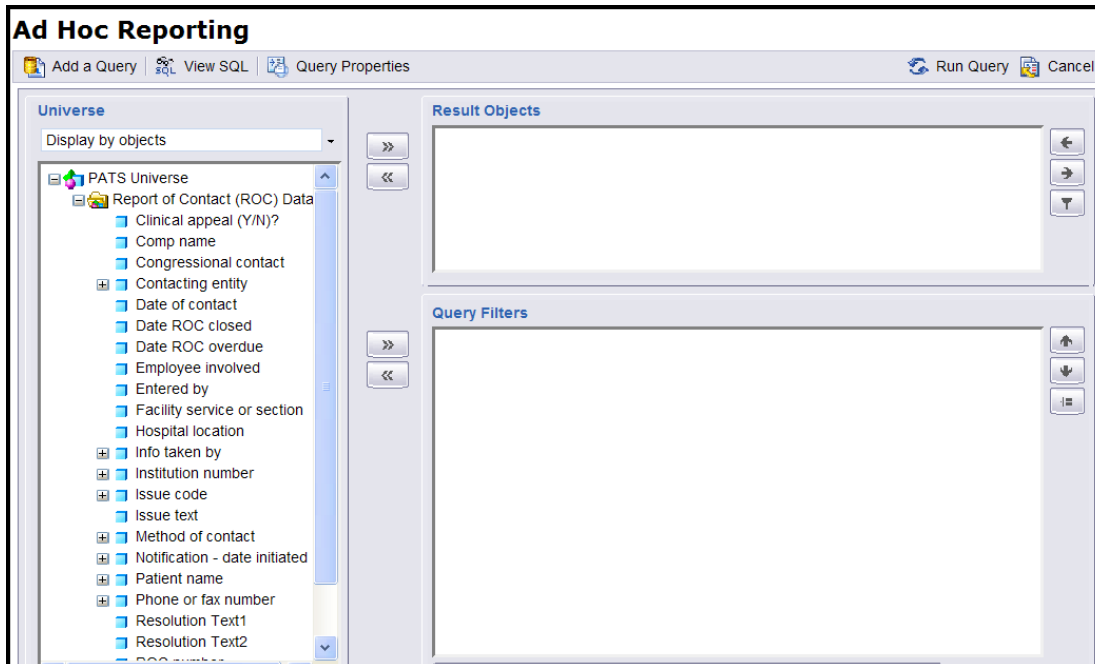 Ad Hoc Reporting
Add a Query View SQL Query Properties Run Query Cancel
Universe
Display by objects
PATS Universe
Report of Contact (ROC) Data
Clinical appeal (Y/N)?
Comp name
Congressional contact
Contacting entity
Date of contact
Date ROC closed
Date ROC overdue
Employee involved
Entered by
Facility service or section
Hospital location
Info taken by
Institution number
Issue code
Issue text
Method of contact
Notification - date initiated
Patient name
Phone or fax number
Resolution Text1
Resolution Text2
ROC number
Result Objects
Query Filters